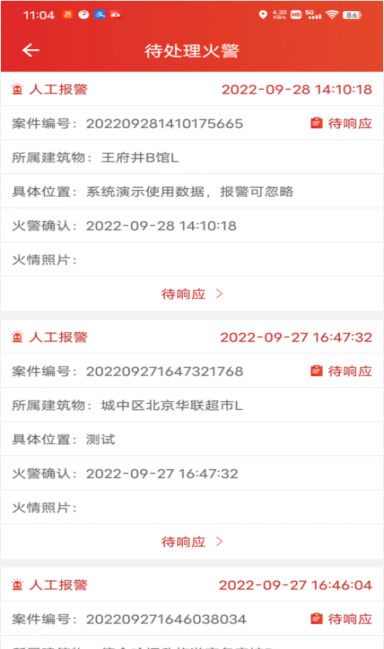 11:04 4.30 KB/s HD 5G 86
待处理火警
人工报警 2022-09-28 14:10:18
案件编号：202209281410175665 待响应
所属建筑物：王府井B馆L
具体位置：系统演示使用数据，报警可忽略
火警确认：2022-09-28 14:10:18
火情照片：
待响应 >
人工报警 2022-09-27 16:47:32
案件编号：202209271647321768 待响应
所属建筑物：城中区北京华联超市L
具体位置：测试
火警确认：2022-09-27 16:47:32
火情照片：
待响应 >
人工报警 2022-09-27 16:46:04
案件编号：202209271646038034 待响应